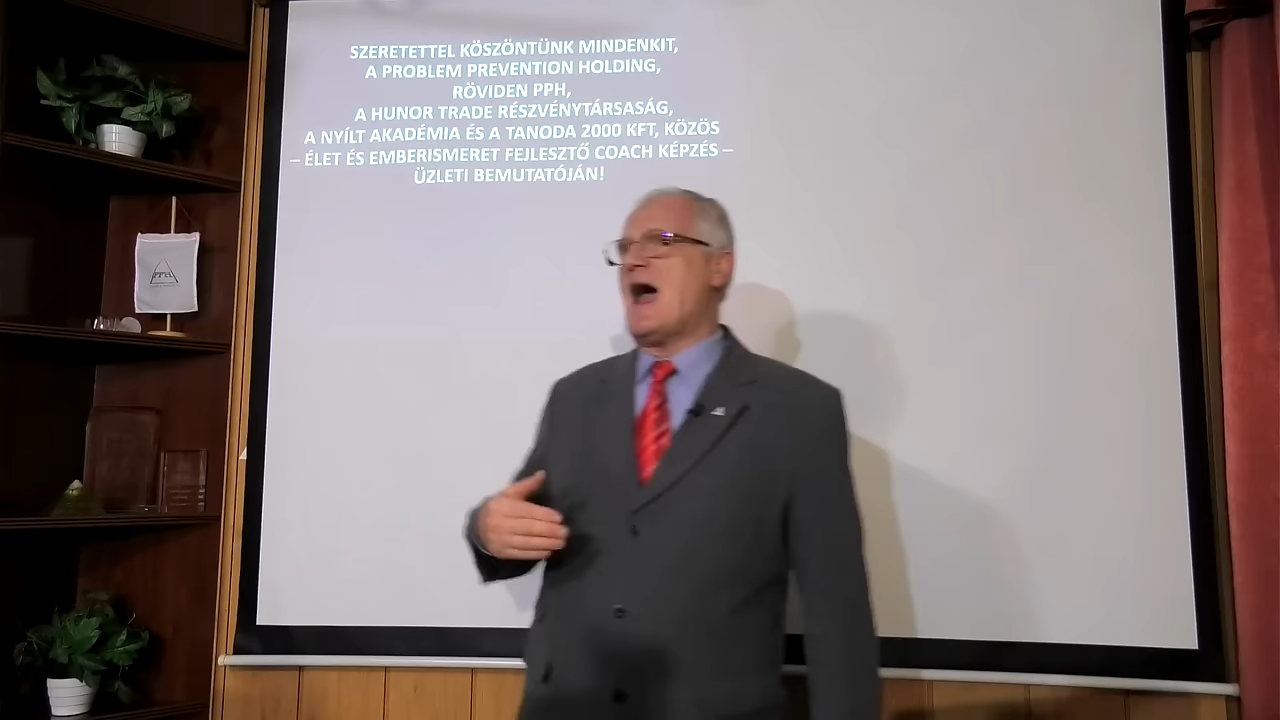 SZERETETTEL KÖSZÖNTÜNK MINDENKIT,
A PROBLEM PREVENTION HOLDING,
RÖVIDEN PPH,
A HUNOR TRADE RÉSZVÉNYTÁRSASÁG,
A NYÍLT AKADÉMIA ÉS A TANODA 2000 KFT, KÖZÖS
– ÉLET ÉS EMBERISMERET FEJLESZTŐ COACH KÉPZÉS –
ÜZLETI BEMUTATÓJÁN!